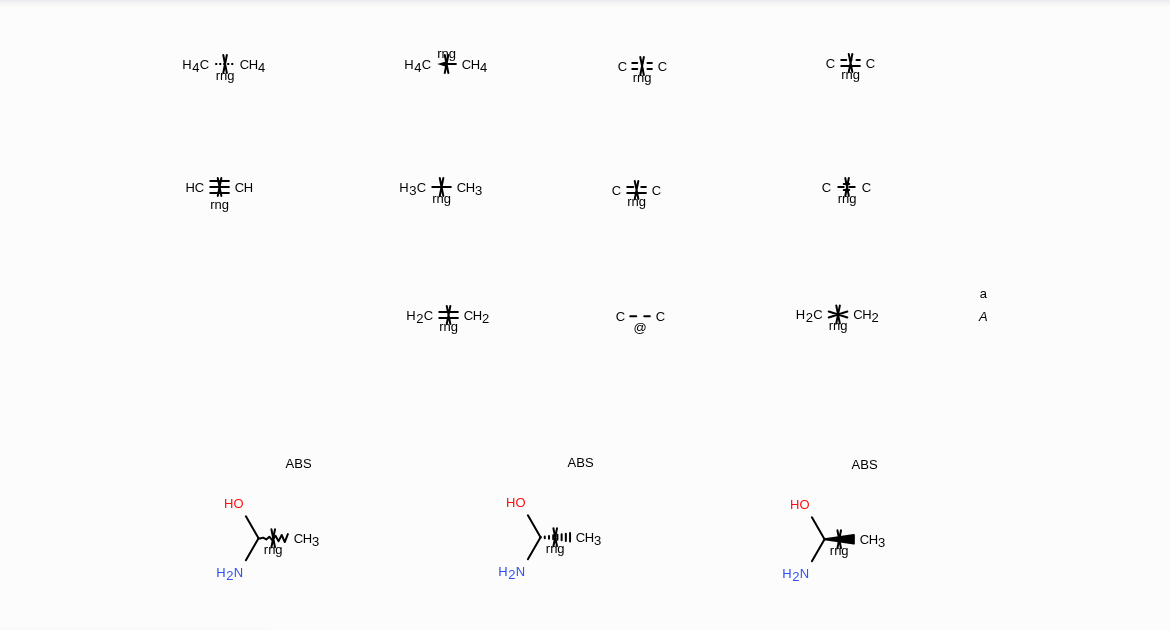 H4C CH4 rng
H4C rng CH4
C C rng
C C rng
HC CH rng
H3C CH3 rng
C C rng
C C rng
H2C CH2 rng
C C @
H2C CH2 rng
a
A
ABS
HO
CH3
rng
H2N
ABS
HO
CH3
rng
H2N
ABS
HO
CH3
rng
H2N